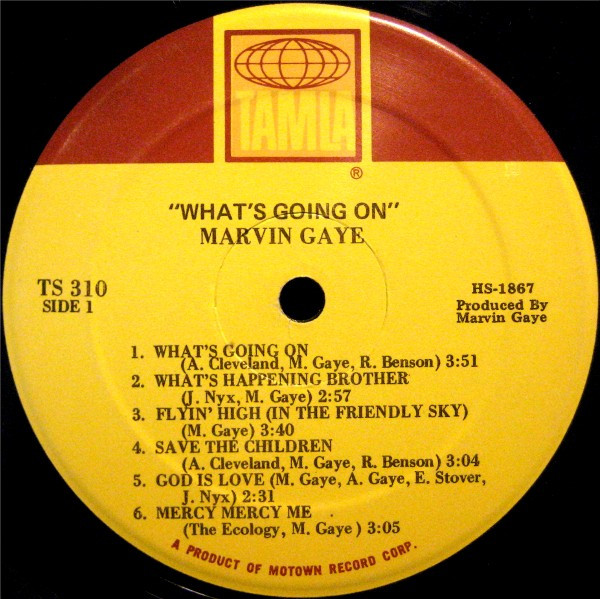 TAMLA
®
"WHAT'S GOING ON"
MARVIN GAYE
TS 310
SIDE 1
HS-1867
Produced By
Marvin Gaye
1. WHAT'S GOING ON
(A. Cleveland, M. Gaye, R. Benson) 3:51
2. WHAT'S HAPPENING BROTHER
(J. Nyx, M. Gaye) 2:57
3. FLYIN' HIGH (IN THE FRIENDLY SKY)
(M. Gaye) 3:40
4. SAVE THE CHILDREN
(A. Cleveland, M. Gaye, R. Benson) 3:04
5. GOD IS LOVE (M. Gaye, A. Gaye, E. Stover,
J. Nyx) 2:31
6. MERCY MERCY ME
(The Ecology, M. Gaye ) 3:05
A PRODUCT OF MOTOWN RECORD CORP.